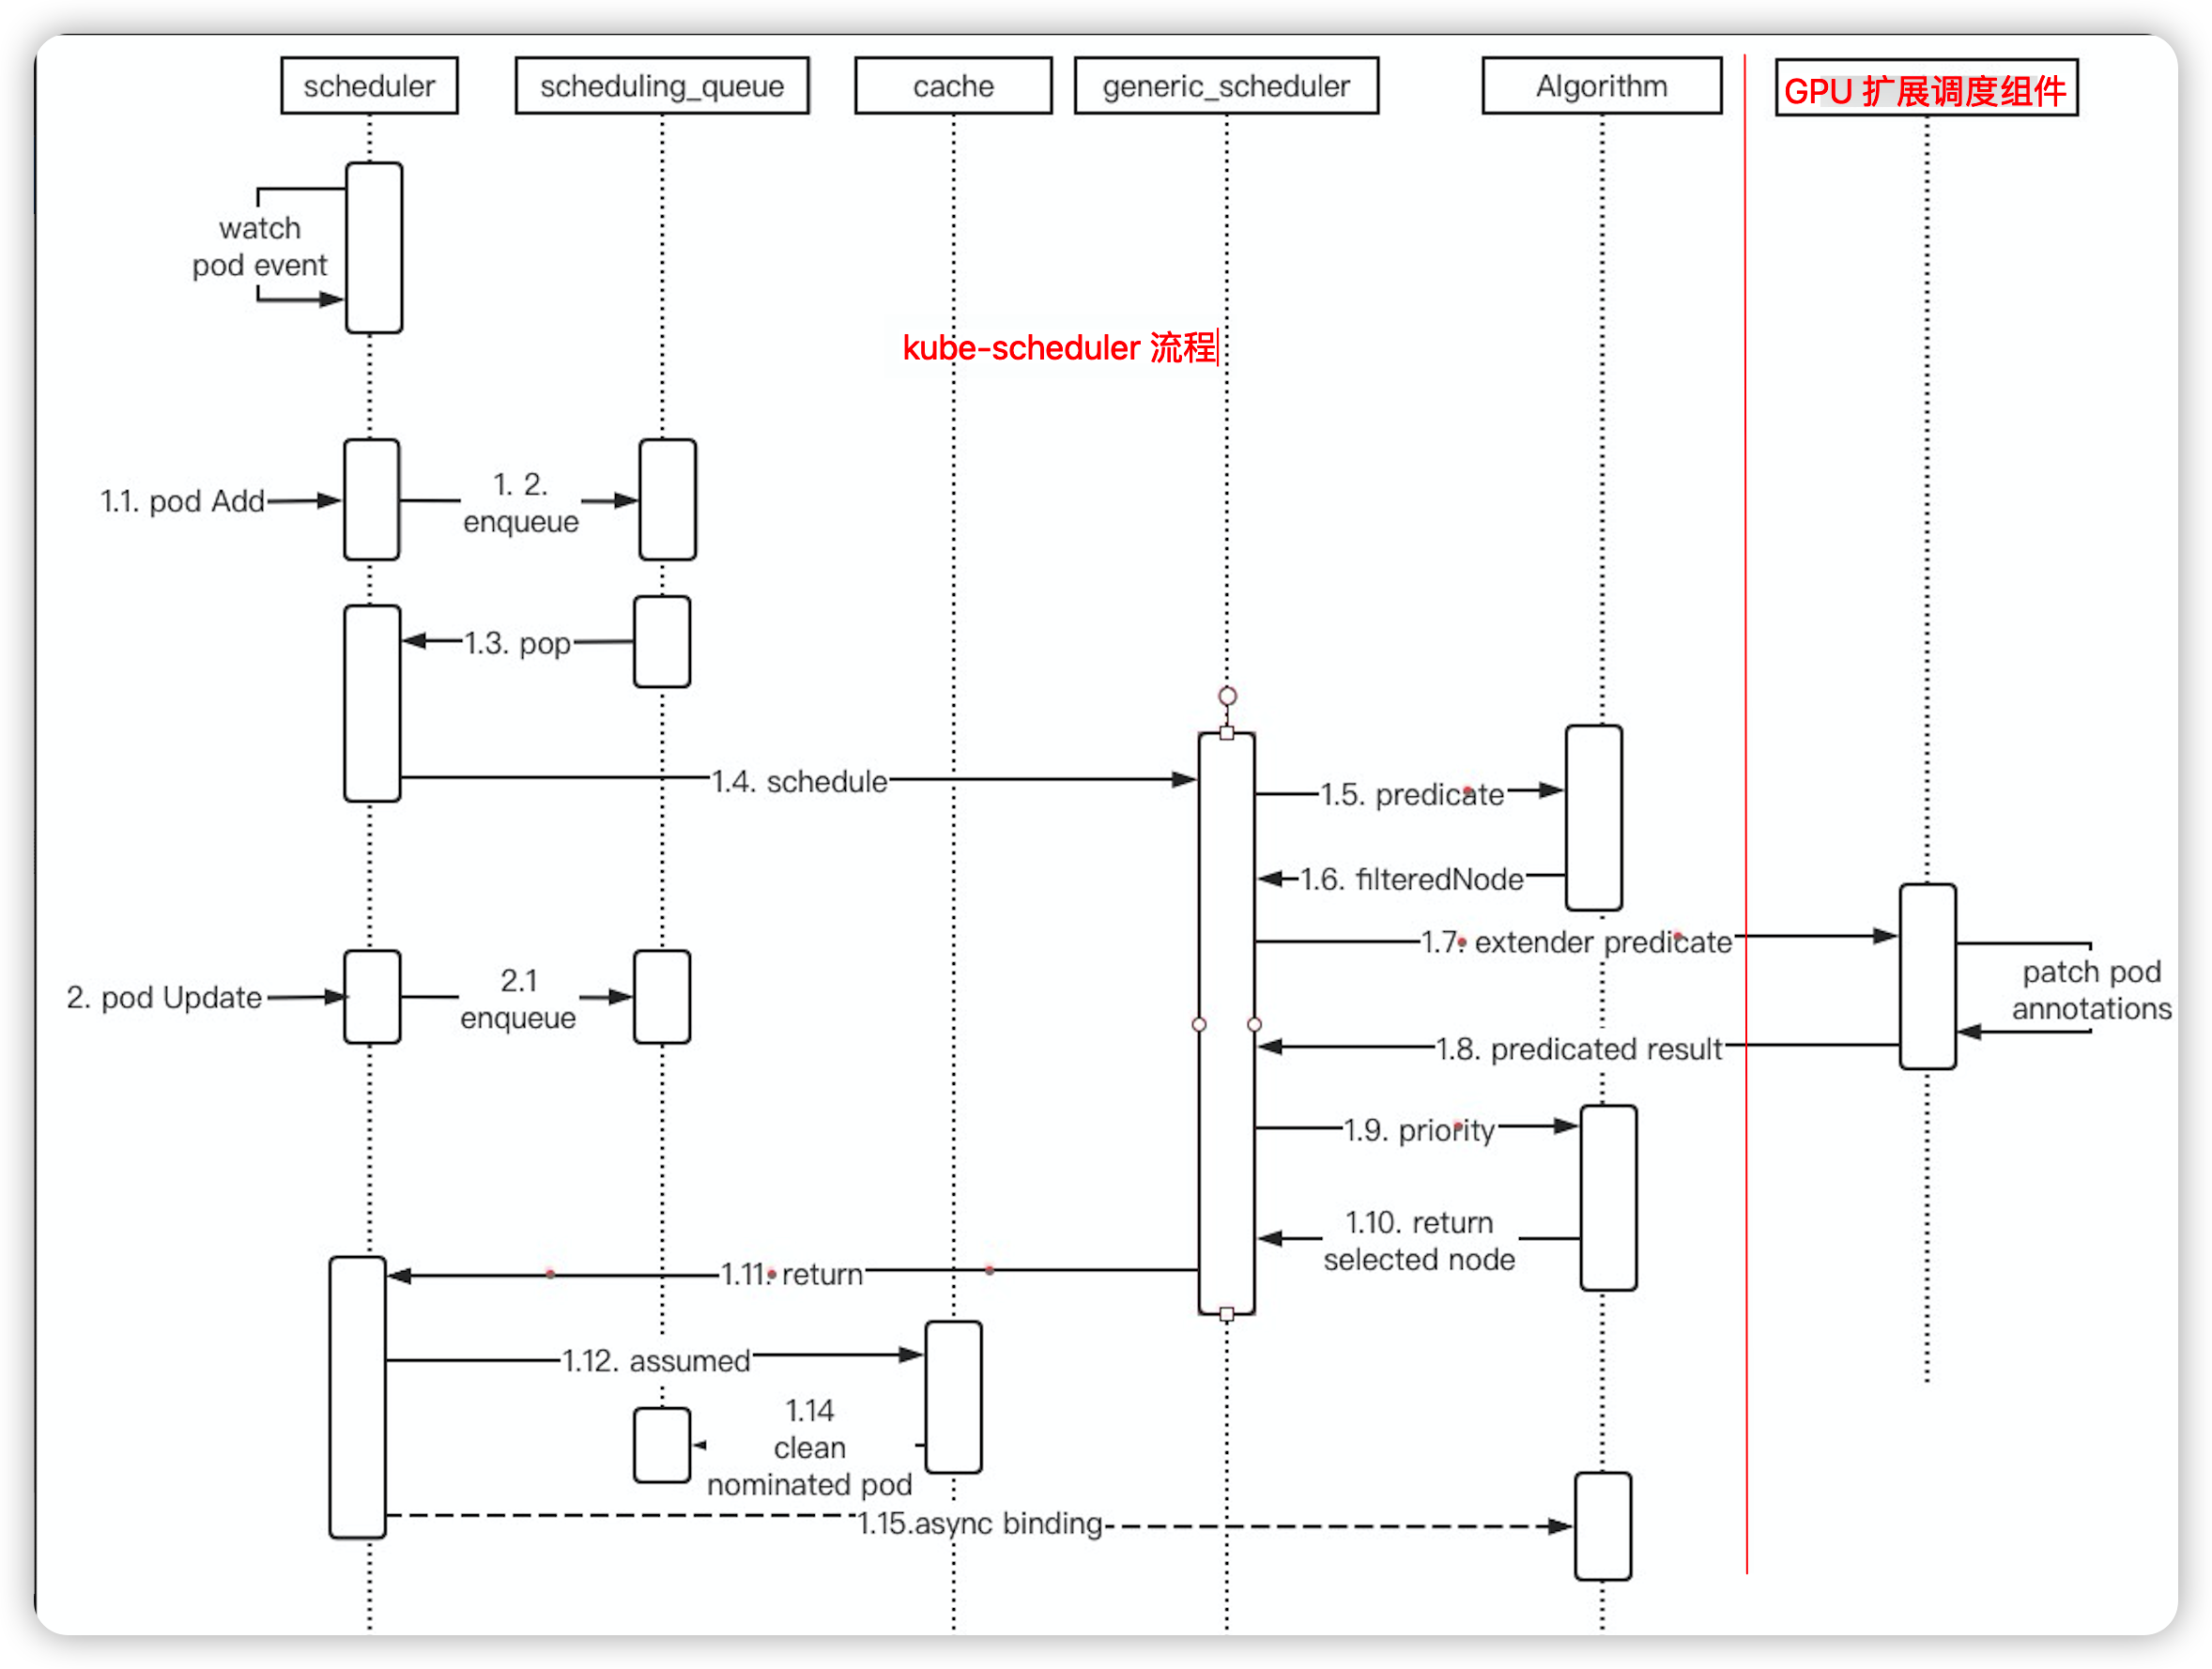 scheduler
scheduling_queue
cache
generic_scheduler
Algorithm
GPU 扩展调度组件
watch
pod event
kube-scheduler 流程
1.1. pod Add
1. 2.
enqueue
1.3. pop
1.4. schedule
1.5. predicate
1.6. filteredNode
1.7. extender predicate
patch pod
annotations
2. pod Update
2.1
enqueue
1.8. predicated result
1.9. priority
1.10. return
selected node
1.11. return
1.12. assumed
1.14
clean
nominated pod
1.15.async binding